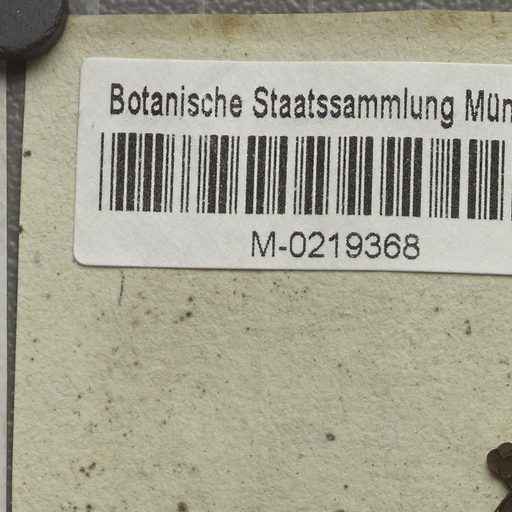 Botanische Staatssammlung Mün
M-0219368